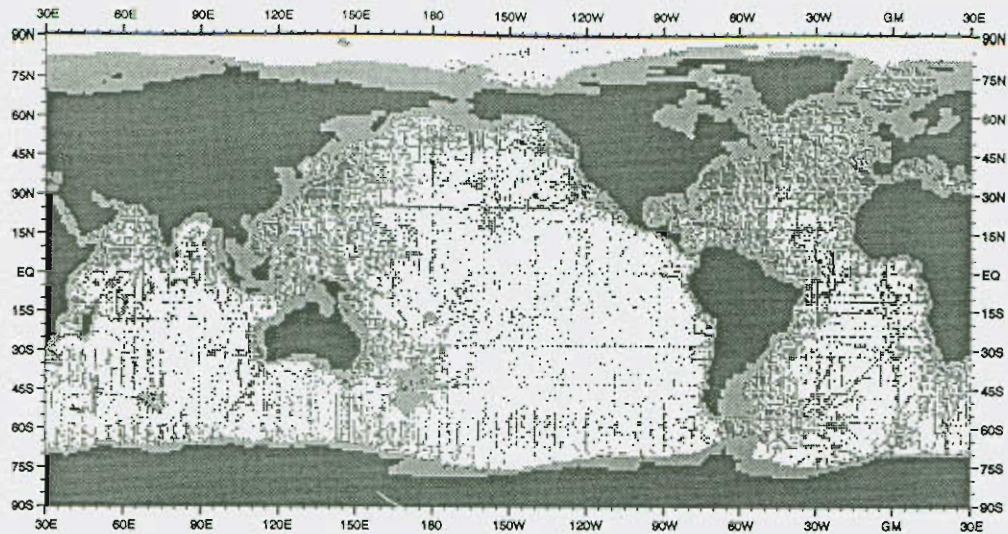 30E 60E 90E 120E 150E 180 150W 120W 90W 60W 30W GM 30E
90N 90N
75N 75N
60N 60N
45N 45N
30N 30N
15N 15N
EQ EQ
15S 15S
30S 30S
45S 45S
60S 60S
75S 75S
90S 90S
30E 60E 90E 120E 150E 180 150W 120W 90W 60W 30W GM 30E